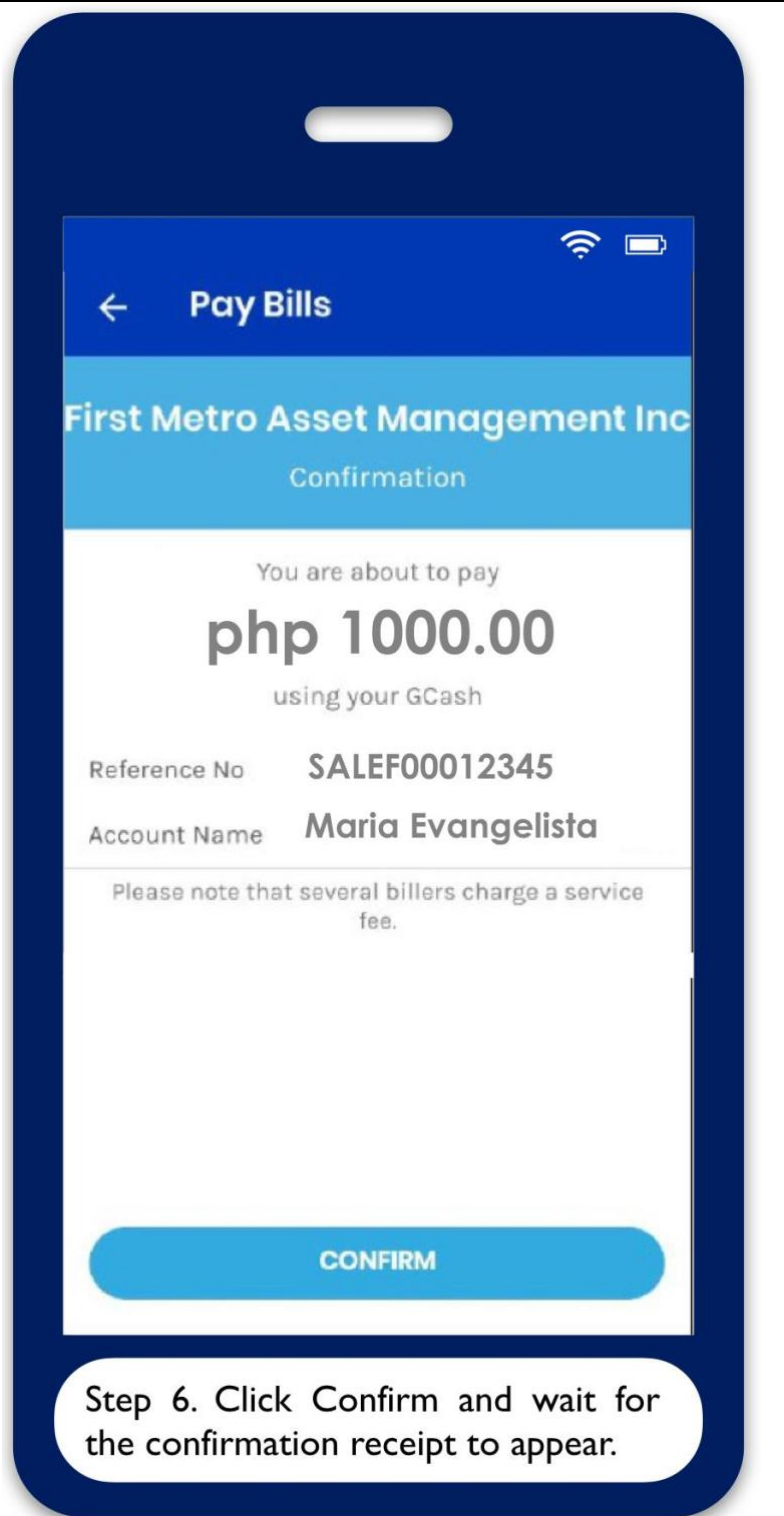 Pay Bills
First Metro Asset Management Inc
Confirmation
You are about to pay
php 1000.00
using your GCash
Reference No SALEF00012345
Account Name Maria Evangelista
Please note that several billers charge a service
fee.
CONFIRM
Step 6. Click Confirm and wait for
the confirmation receipt to appear.